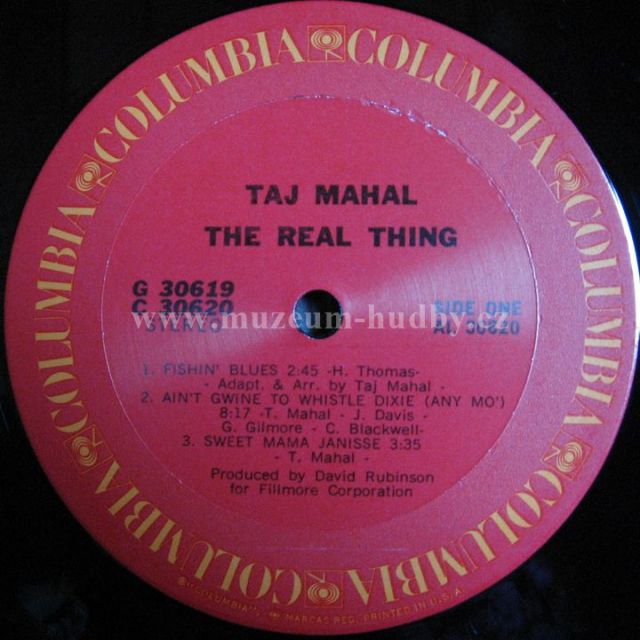 COLUMBIA COLUMBIA COLUMBIA COLUMBIA COLUMBIA COLUMBIA
TAJ MAHAL
THE REAL THING
G 30619
C 30620 SIDE ONE
STEREO AL 30620
www.muzeum-hudby.cz
1. FISHIN' BLUES 2:45 -H. Thomas-
- Adapt. & Arr. by Taj Mahal -
2. AIN'T GWINE TO WHISTLE DIXIE (ANY MO')
8:17 -T. Mahal - J. Davis -
G. Gilmore - C. Blackwell-
3. SWEET MAMA JANISSE 3:35
- T. Mahal -
Produced by David Rubinson
for Fillmore Corporation
® "COLUMBIA", MARCAS REG. PRINTED IN U.S.A.